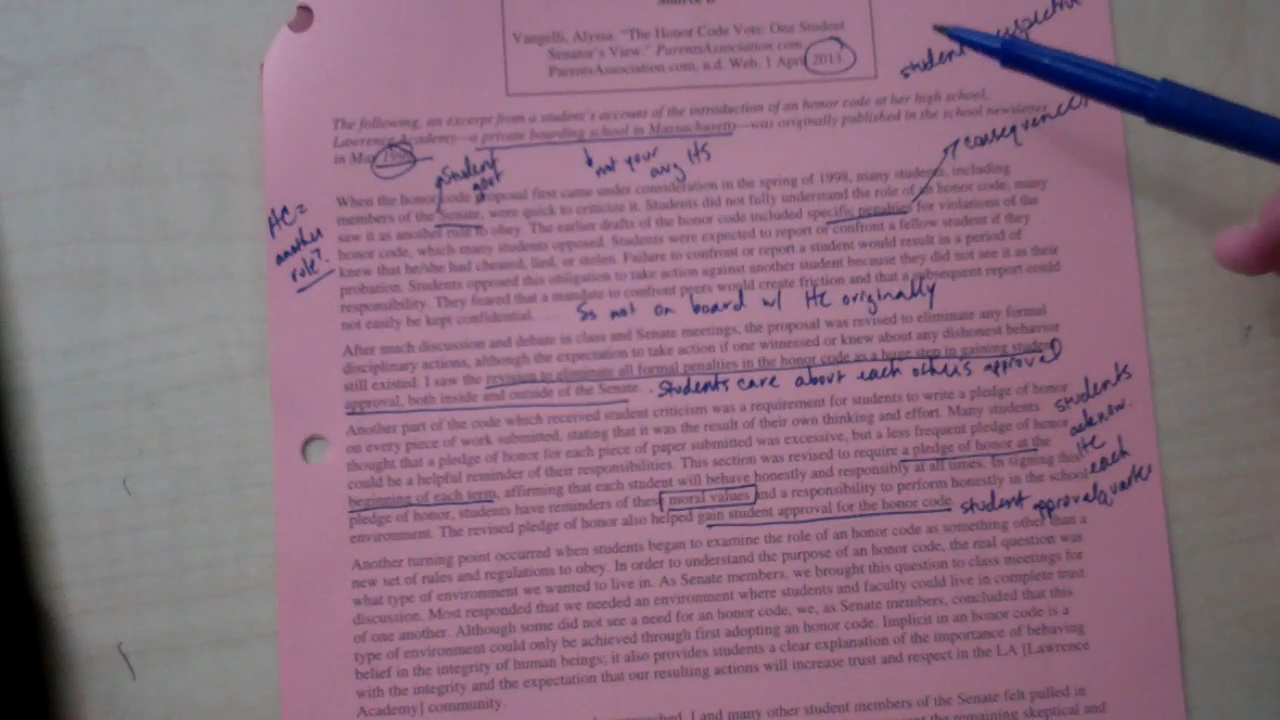 Vangelli, Alyssa. "The Honor Code Vote: One Student
Senator's View." ParentsAssociation.com.
ParentsAssociation.com, n.d. Web. 1 April 2013.
student
The following, an excerpt from a student's account of the introduction of an honor code at her high school,
Lawrence Academy—a private boarding school in Massachusetts—was originally published in the school newsletter
in May
consequences
student
govt
not your
avg HS
When the honor code proposal first came under consideration in the spring of 1998, many students, including
members of the Senate, were quick to criticize it. Students did not fully understand the role of an honor code; many
saw it as another rule to obey. The earlier drafts of the honor code included specific penalties for violations of the
honor code, which many students opposed. Students were expected to report or confront a fellow student if they
knew that he/she had cheated, lied, or stolen. Failure to confront or report a student would result in a period of
probation. Students opposed this obligation to take action against another student because they did not see it as their
responsibility. They feared that a mandate to confront peers would create friction and that a subsequent report could
not easily be kept confidential. . . .
another
rule?
Ss not on board w/ HC originally
After much discussion and debate in class and Senate meetings, the proposal was revised to eliminate any formal
disciplinary actions, although the expectation to take action if one witnessed or knew about any dishonest behavior
still existed. I saw the revision to eliminate all formal penalties in the honor code as a huge step in gaining student
approval, both inside and outside of the Senate.
students care about each others approval
Another part of the code which received student criticism was a requirement for students to write a pledge of honor
on every piece of work submitted, stating that it was the result of their own thinking and effort. Many students
thought that a pledge of honor for each piece of paper submitted was excessive, but a less frequent pledge of honor
could be a helpful reminder of their responsibilities. This section was revised to require a pledge of honor at the
beginning of each term, affirming that each student will behave honestly and responsibly at all times. In signing this
pledge of honor, students have reminders of these moral values and a responsibility to perform honestly in the school
environment. The revised pledge of honor also helped gain student approval for the honor code.
students
acknow.
HC
each
student approval
Another turning point occurred when students began to examine the role of an honor code as something other than a
new set of rules and regulations to obey. In order to understand the purpose of an honor code, the real question was
what type of environment we wanted to live in. As Senate members, we brought this question to class meetings for
discussion. Most responded that we needed an environment where students and faculty could live in complete trust
of one another. Although some did not see a need for an honor code, we, as Senate members, concluded that this
type of environment could only be achieved through first adopting an honor code. Implicit in an honor code is a
belief in the integrity of human beings; it also provides students a clear explanation of the importance of behaving
with the integrity and the expectation that our resulting actions will increase trust and respect in the LA [Lawrence
Academy] community.
I and many other student members of the Senate felt pulled in
the remaining skeptical and